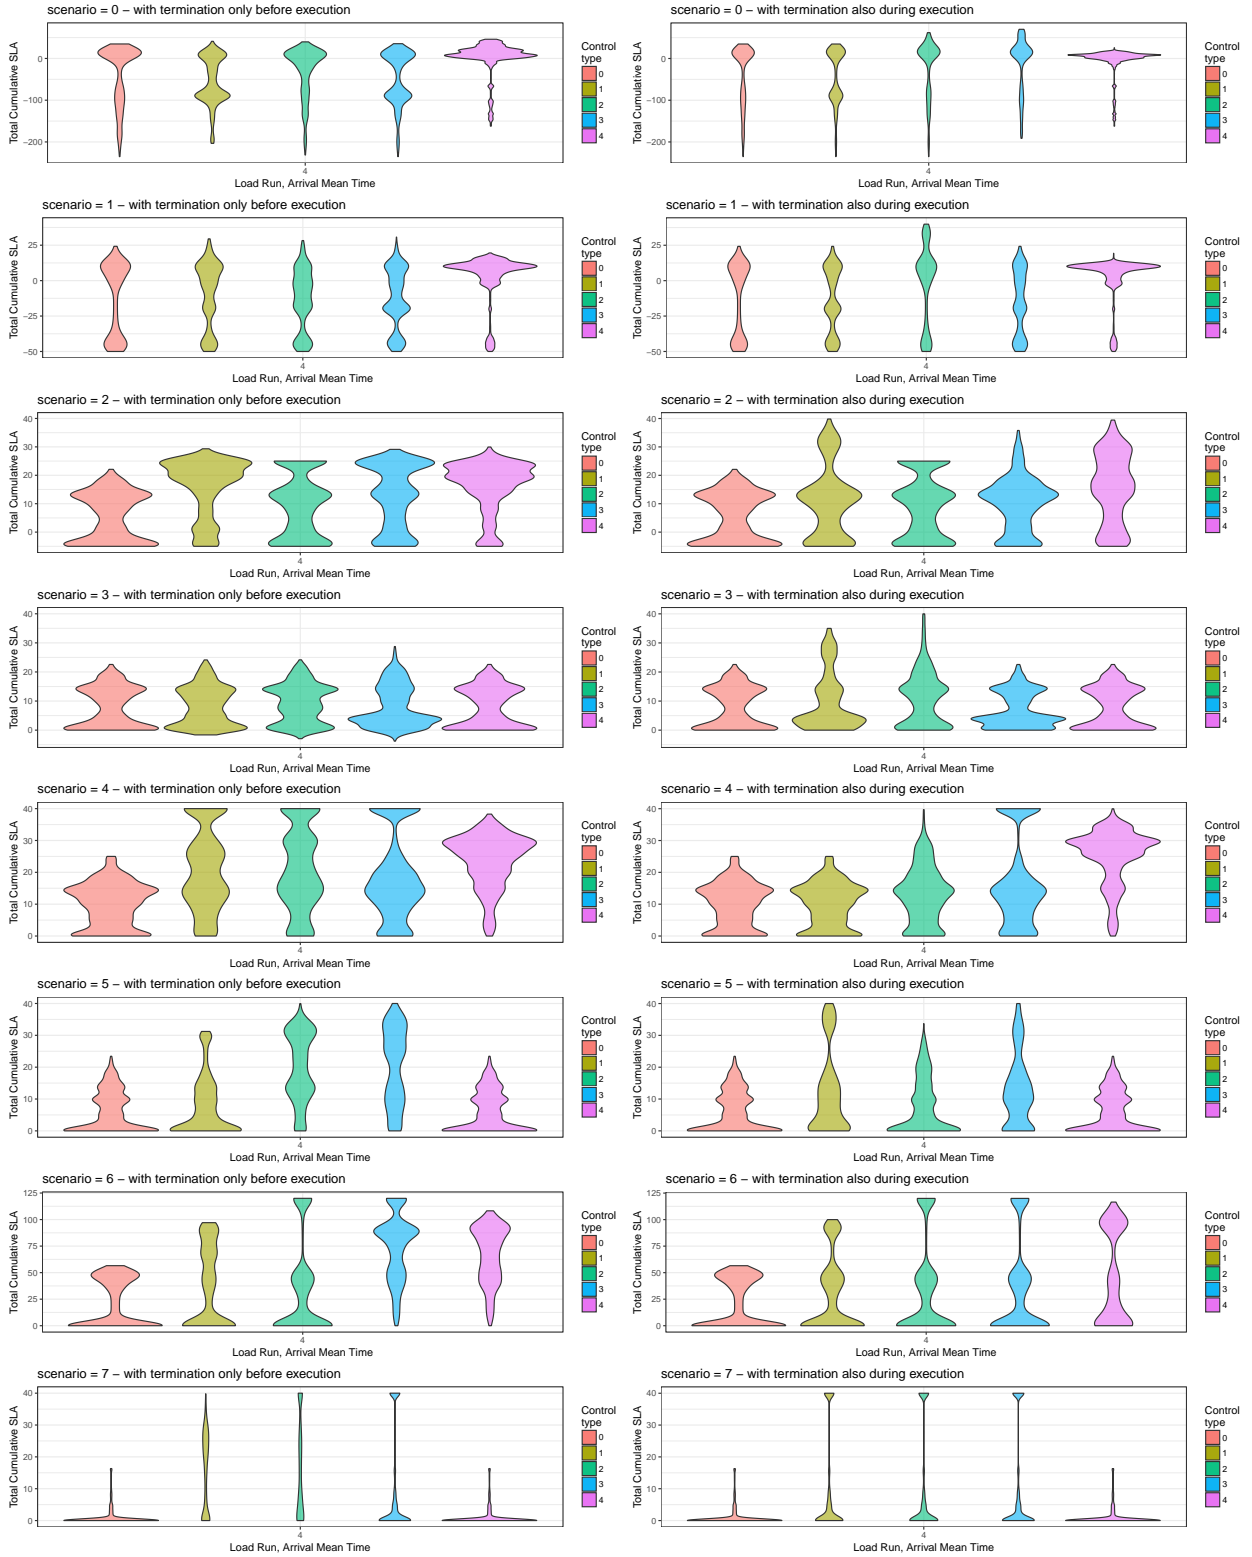 scenario = 0 − with termination only before execution
Total Cumulative SLA
0
−100
−200
4
Load Run, Arrival Mean Time
Control
type
0
1
2
3
4
scenario = 0 − with termination also during execution
Total Cumulative SLA
0
−100
−200
4
Load Run, Arrival Mean Time
Control
type
0
1
2
3
4
scenario = 1 − with termination only before execution
Total Cumulative SLA
25
0
−25
−50
4
Load Run, Arrival Mean Time
Control
type
0
1
2
3
4
scenario = 1 − with termination also during execution
Total Cumulative SLA
25
0
−25
−50
4
Load Run, Arrival Mean Time
Control
type
0
1
2
3
4
scenario = 2 − with termination only before execution
Total Cumulative SLA
40
30
20
10
0
4
Load Run, Arrival Mean Time
Control
type
0
1
2
3
4
scenario = 2 − with termination also during execution
Total Cumulative SLA
40
30
20
10
0
4
Load Run, Arrival Mean Time
Control
type
0
1
2
3
4
scenario = 3 − with termination only before execution
Total Cumulative SLA
40
30
20
10
0
4
Load Run, Arrival Mean Time
Control
type
0
1
2
3
4
scenario = 3 − with termination also during execution
Total Cumulative SLA
40
30
20
10
0
4
Load Run, Arrival Mean Time
Control
type
0
1
2
3
4
scenario = 4 − with termination only before execution
Total Cumulative SLA
40
30
20
10
0
4
Load Run, Arrival Mean Time
Control
type
0
1
2
3
4
scenario = 4 − with termination also during execution
Total Cumulative SLA
40
30
20
10
0
4
Load Run, Arrival Mean Time
Control
type
0
1
2
3
4
scenario = 5 − with termination only before execution
Total Cumulative SLA
40
30
20
10
0
4
Load Run, Arrival Mean Time
Control
type
0
1
2
3
4
scenario = 5 − with termination also during execution
Total Cumulative SLA
40
30
20
10
0
4
Load Run, Arrival Mean Time
Control
type
0
1
2
3
4
scenario = 6 − with termination only before execution
Total Cumulative SLA
125
100
75
50
25
0
4
Load Run, Arrival Mean Time
Control
type
0
1
2
3
4
scenario = 6 − with termination also during execution
Total Cumulative SLA
125
100
75
50
25
0
4
Load Run, Arrival Mean Time
Control
type
0
1
2
3
4
scenario = 7 − with termination only before execution
Total Cumulative SLA
40
30
20
10
0
4
Load Run, Arrival Mean Time
Control
type
0
1
2
3
4
scenario = 7 − with termination also during execution
Total Cumulative SLA
40
30
20
10
0
4
Load Run, Arrival Mean Time
Control
type
0
1
2
3
4